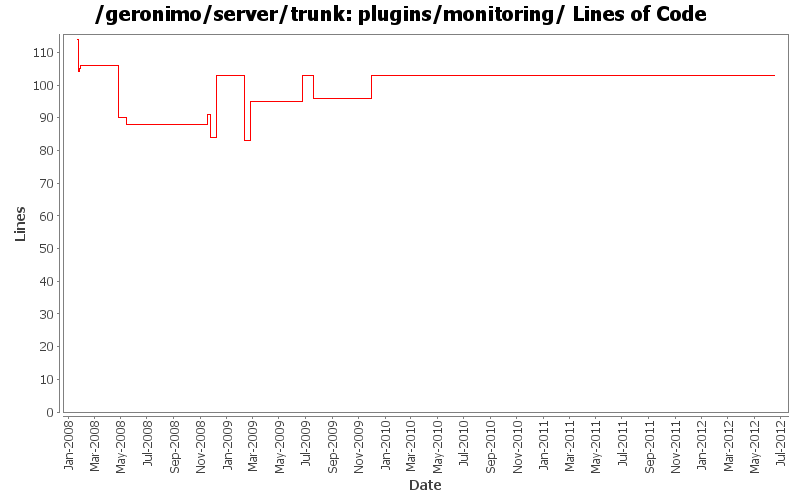 /geronimo/server/trunk: plugins/monitoring/ Lines of Code
Lines
110
100
90
80
70
60
50
40
30
20
10
0
Jan-2008
Mar-2008
May-2008
Jul-2008
Sep-2008
Nov-2008
Jan-2009
Mar-2009
May-2009
Jul-2009
Sep-2009
Nov-2009
Jan-2010
Mar-2010
May-2010
Jul-2010
Sep-2010
Nov-2010
Jan-2011
Mar-2011
May-2011
Jul-2011
Sep-2011
Nov-2011
Jan-2012
Mar-2012
May-2012
Jul-2012
Date